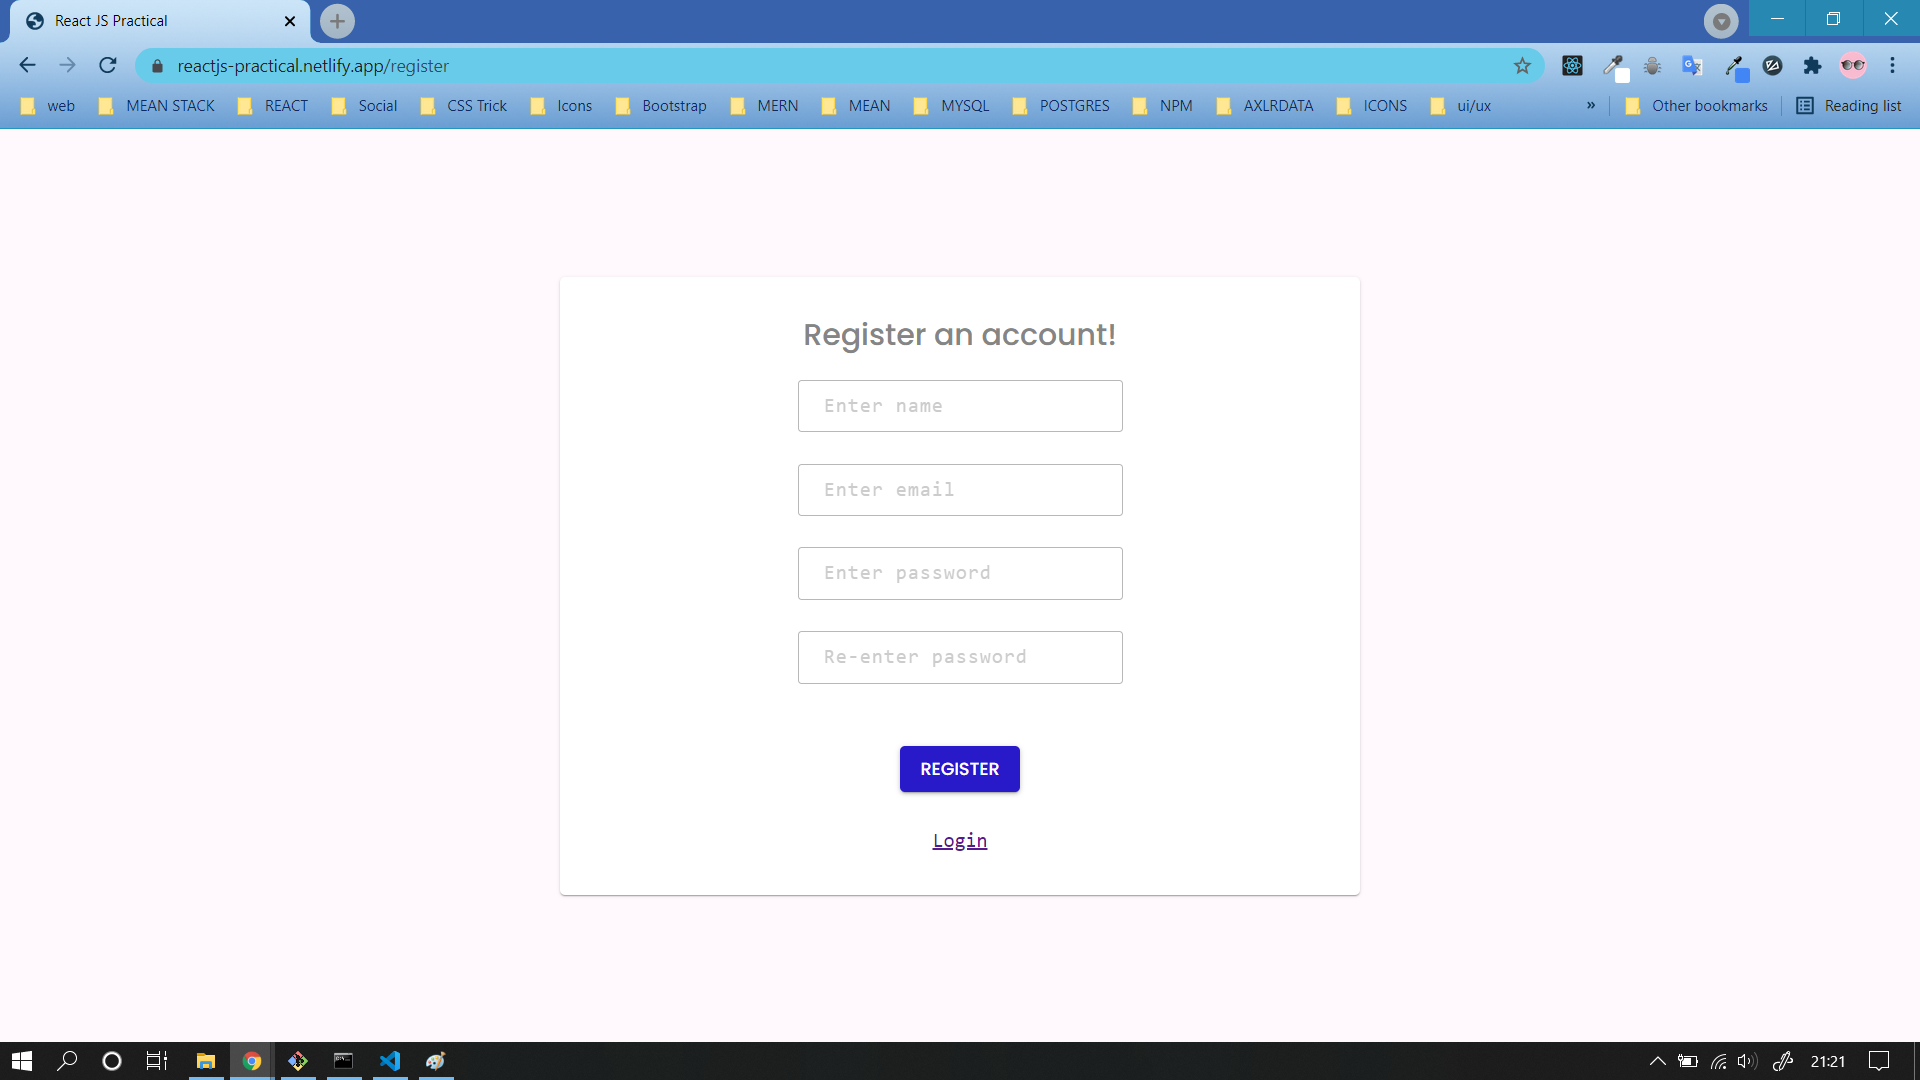 React JS Practical
reactjs-practical.netlify.app/register
web MEAN STACK REACT Social CSS Trick Icons Bootstrap MERN MEAN MYSQL POSTGRES NPM AXLRDATA ICONS ui/ux » Other bookmarks Reading list
Register an account!
Enter name
Enter email
Enter password
Re-enter password
REGISTER
Login
21:21